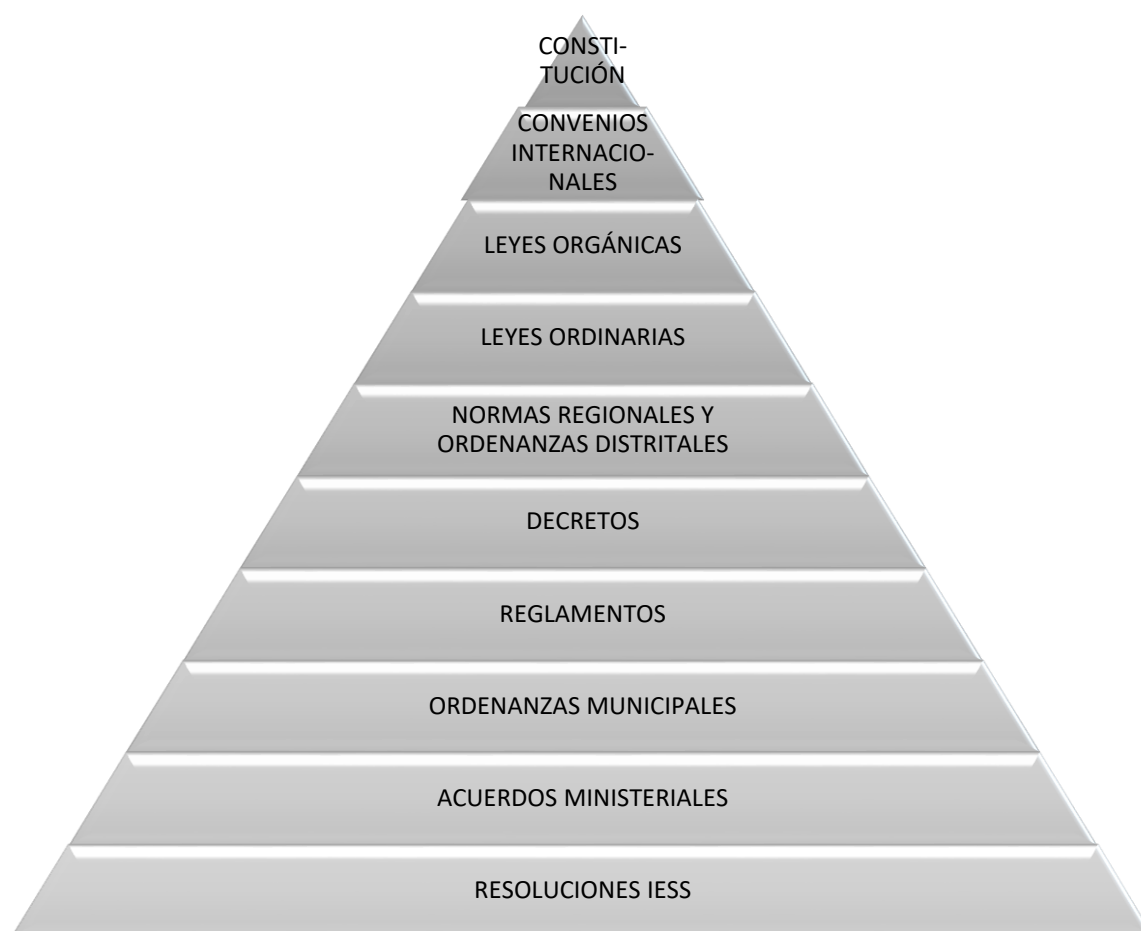 CONSTI-
TUCIÓN
CONVENIOS
INTERNACIO-
NALES
LEYES ORGÁNICAS
LEYES ORDINARIAS
NORMAS REGIONALES Y
ORDENANZAS DISTRITALES
DECRETOS
REGLAMENTOS
ORDENANZAS MUNICIPALES
ACUERDOS MINISTERIALES
RESOLUCIONES IESS